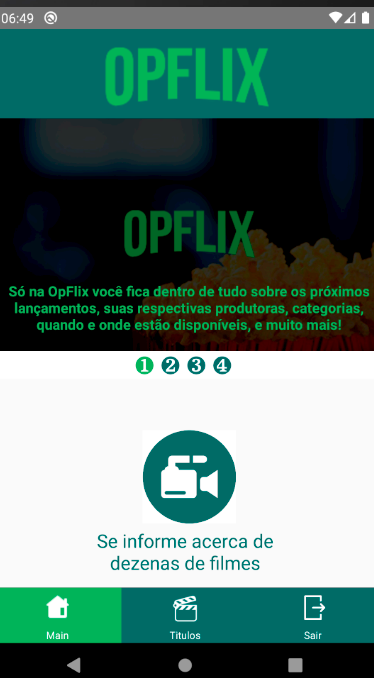 06:49
OPFLIX
OPFLIX
Só na OpFlix você fica dentro de tudo sobre os próximos
lançamentos, suas respectivas produtoras, categorias,
quando e onde estão disponíveis, e muito mais!
1 2 3 4
Se informe acerca de
dezenas de filmes
Main Titulos Sair